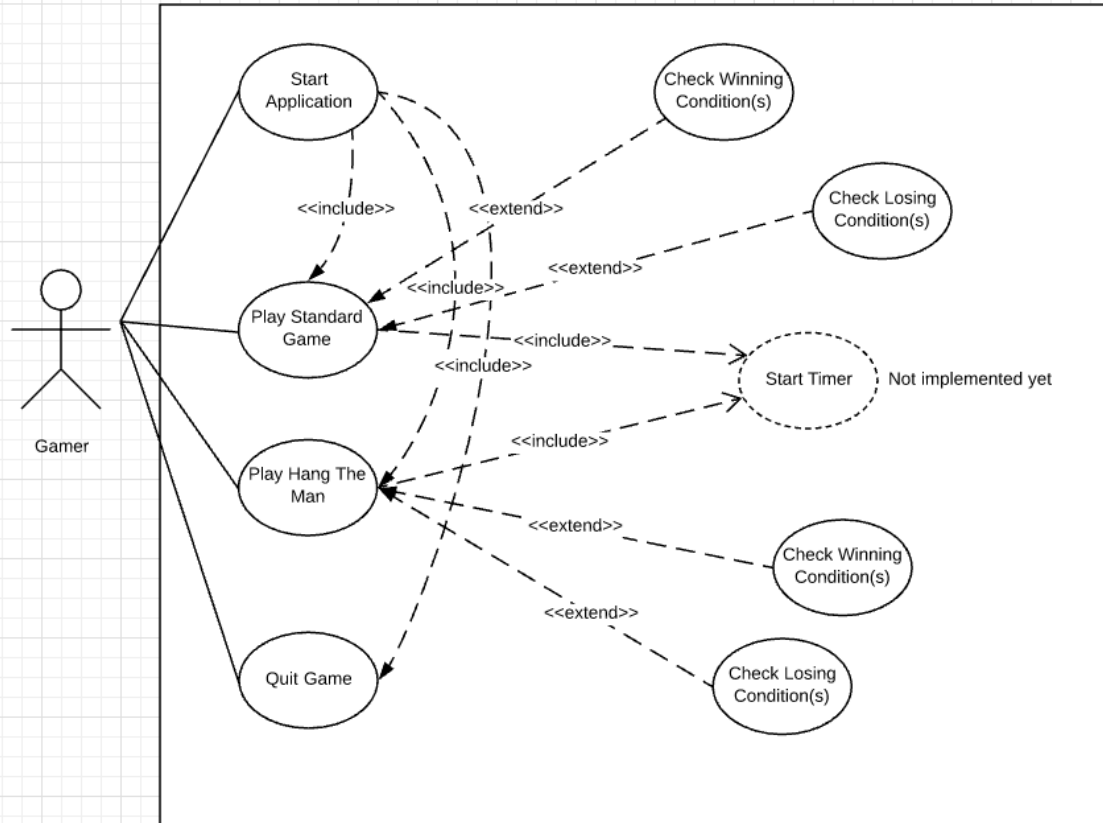 Start
Application
Check Winning
Condition(s)
Check Losing
Condition(s)
<<include>>
<<extend>>
<<extend>>
<<include>>
Play Standard
Game
<<include>>
<<include>>
Start Timer
Not implemented yet
Gamer
<<include>>
Play Hang The
Man
<<extend>>
Check Winning
Condition(s)
<<extend>>
Quit Game
Check Losing
Condition(s)